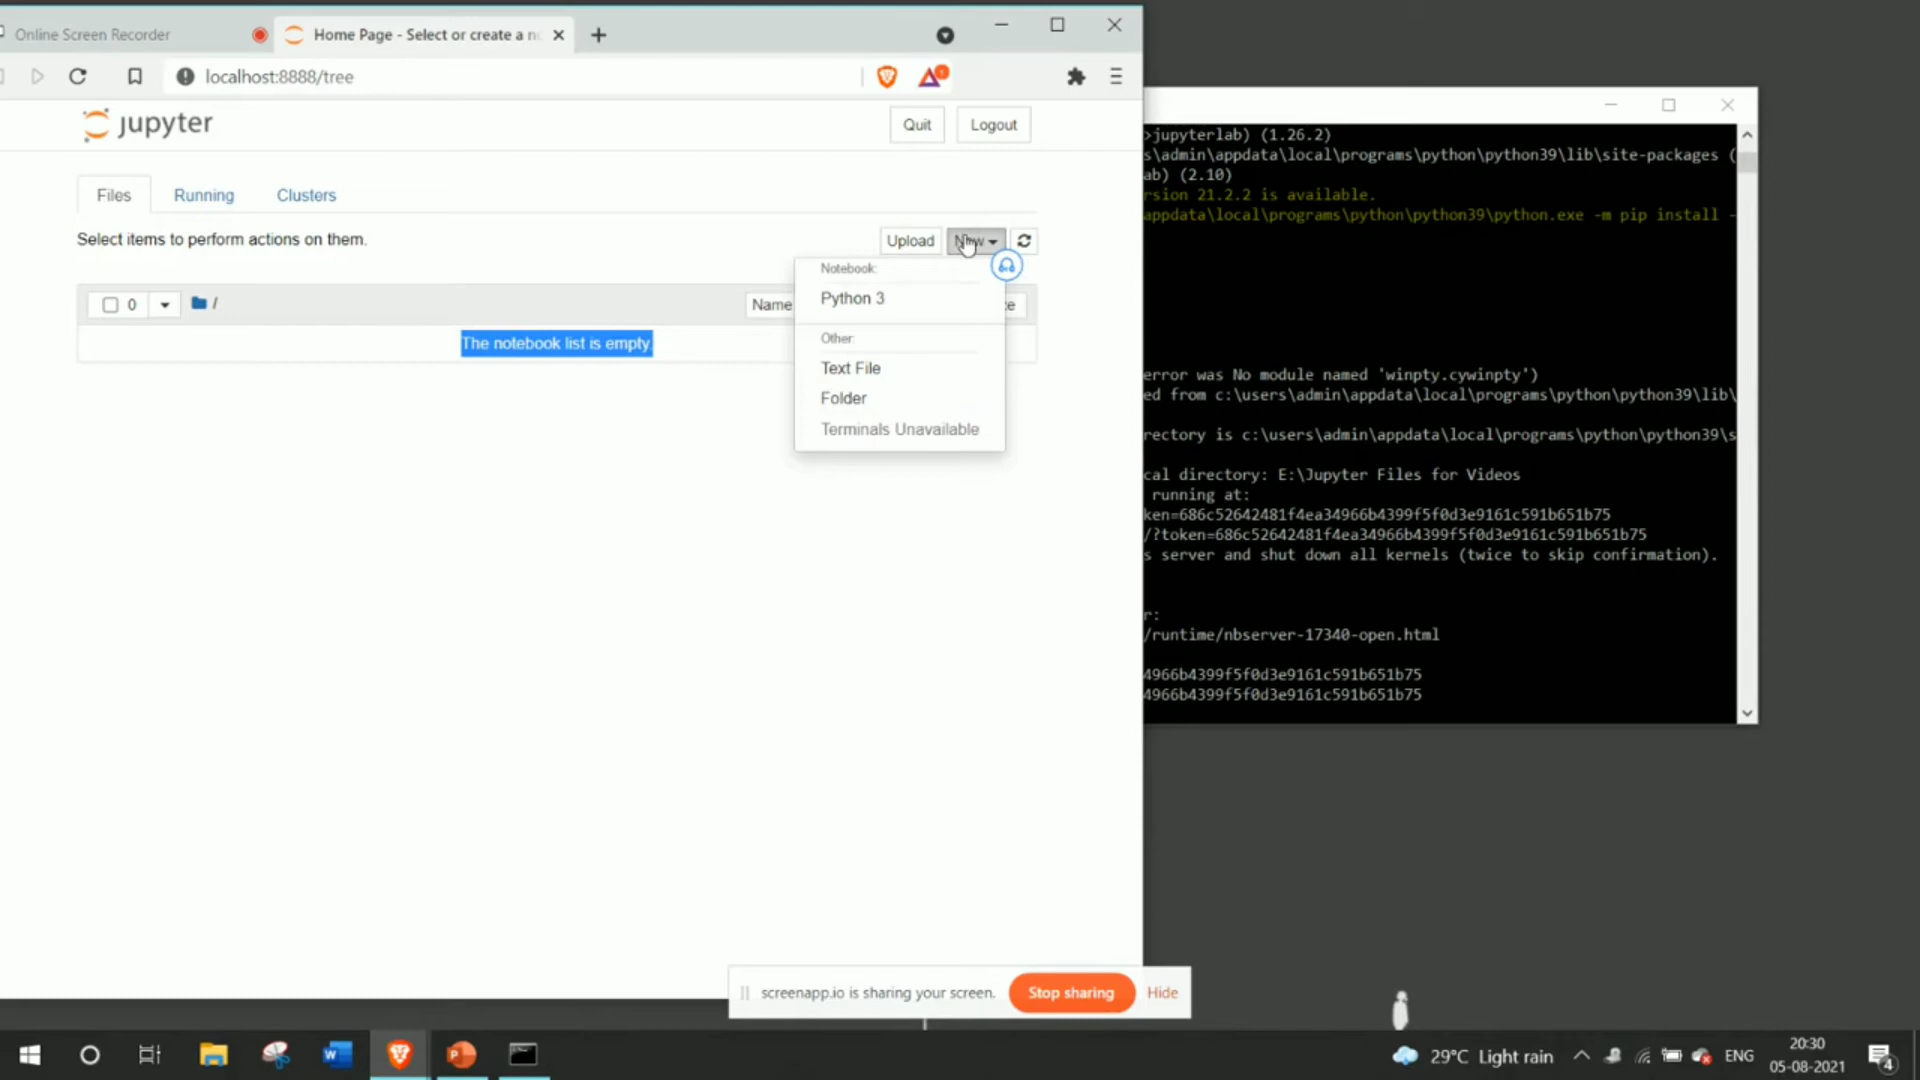 Online Screen Recorder
Home Page - Select or create a n
localhost:8888/tree
jupyter
Quit
Logout
Files
Running
Clusters
Select items to perform actions on them.
Upload
New
0
/
Name
The notebook list is empty.
Notebook:
Python 3
Other:
Text File
Folder
Terminals Unavailable
>jupyterlab) (1.26.2)
s\admin\appdata\local\programs\python\python39\lib\site-packages (
ab) (2.10)
rsion 21.2.2 is available.
appdata\local\programs\python\python39\python.exe -m pip install -
error was No module named 'winpty.cywinpty')
ed from c:\users\admin\appdata\local\programs\python\python39\lib\
rectory is c:\users\admin\appdata\local\programs\python\python39\s
cal directory: E:\Jupyter Files for Videos
running at:
ken=686c52642481f4ea34966b4399f5f0d3e9161c591b651b75
/?token=686c52642481f4ea34966b4399f5f0d3e9161c591b651b75
s server and shut down all kernels (twice to skip confirmation).
r:
/runtime/nbserver-17340-open.html
4966b4399f5f0d3e9161c591b651b75
4966b4399f5f0d3e9161c591b651b75
screenapp.io is sharing your screen.
Stop sharing
Hide
29°C Light rain
ENG
20:30
05-08-2021
4